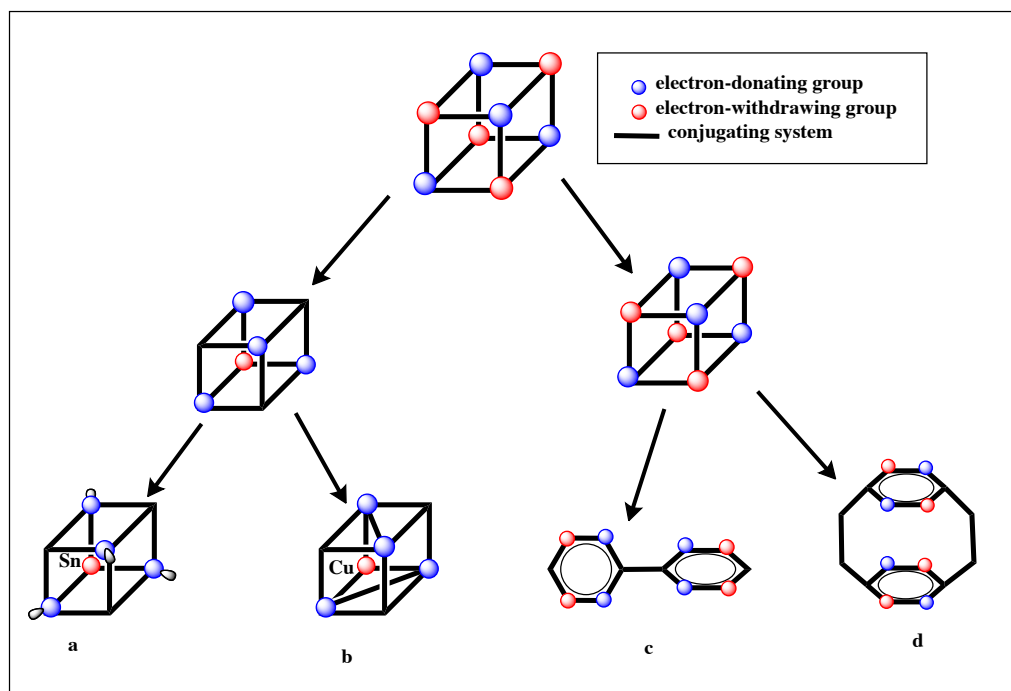 electron-donating group
electron-withdrawing group
conjugating system
Sn
Cu
a
b
c
d